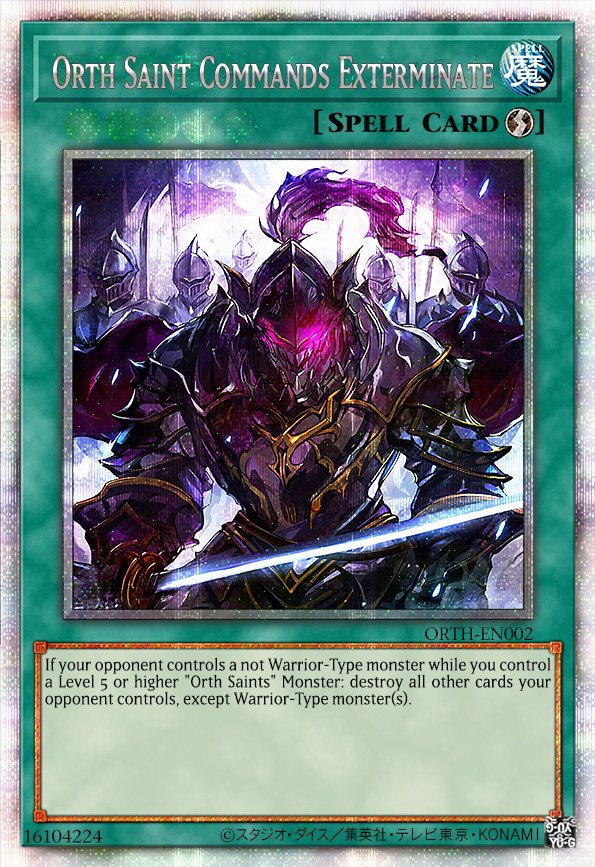 Orth Saint Commands Exterminate
SPELL
魔
[Spell Card]
ORTH-EN002
If your opponent controls a not Warrior-Type monster while you control
a Level 5 or higher "Orth Saints" Monster: destroy all other cards your
opponent controls, except Warrior-Type monster(s).
16104224
©スタジオ・ダイス／集英社・テレビ東京・KONAMI